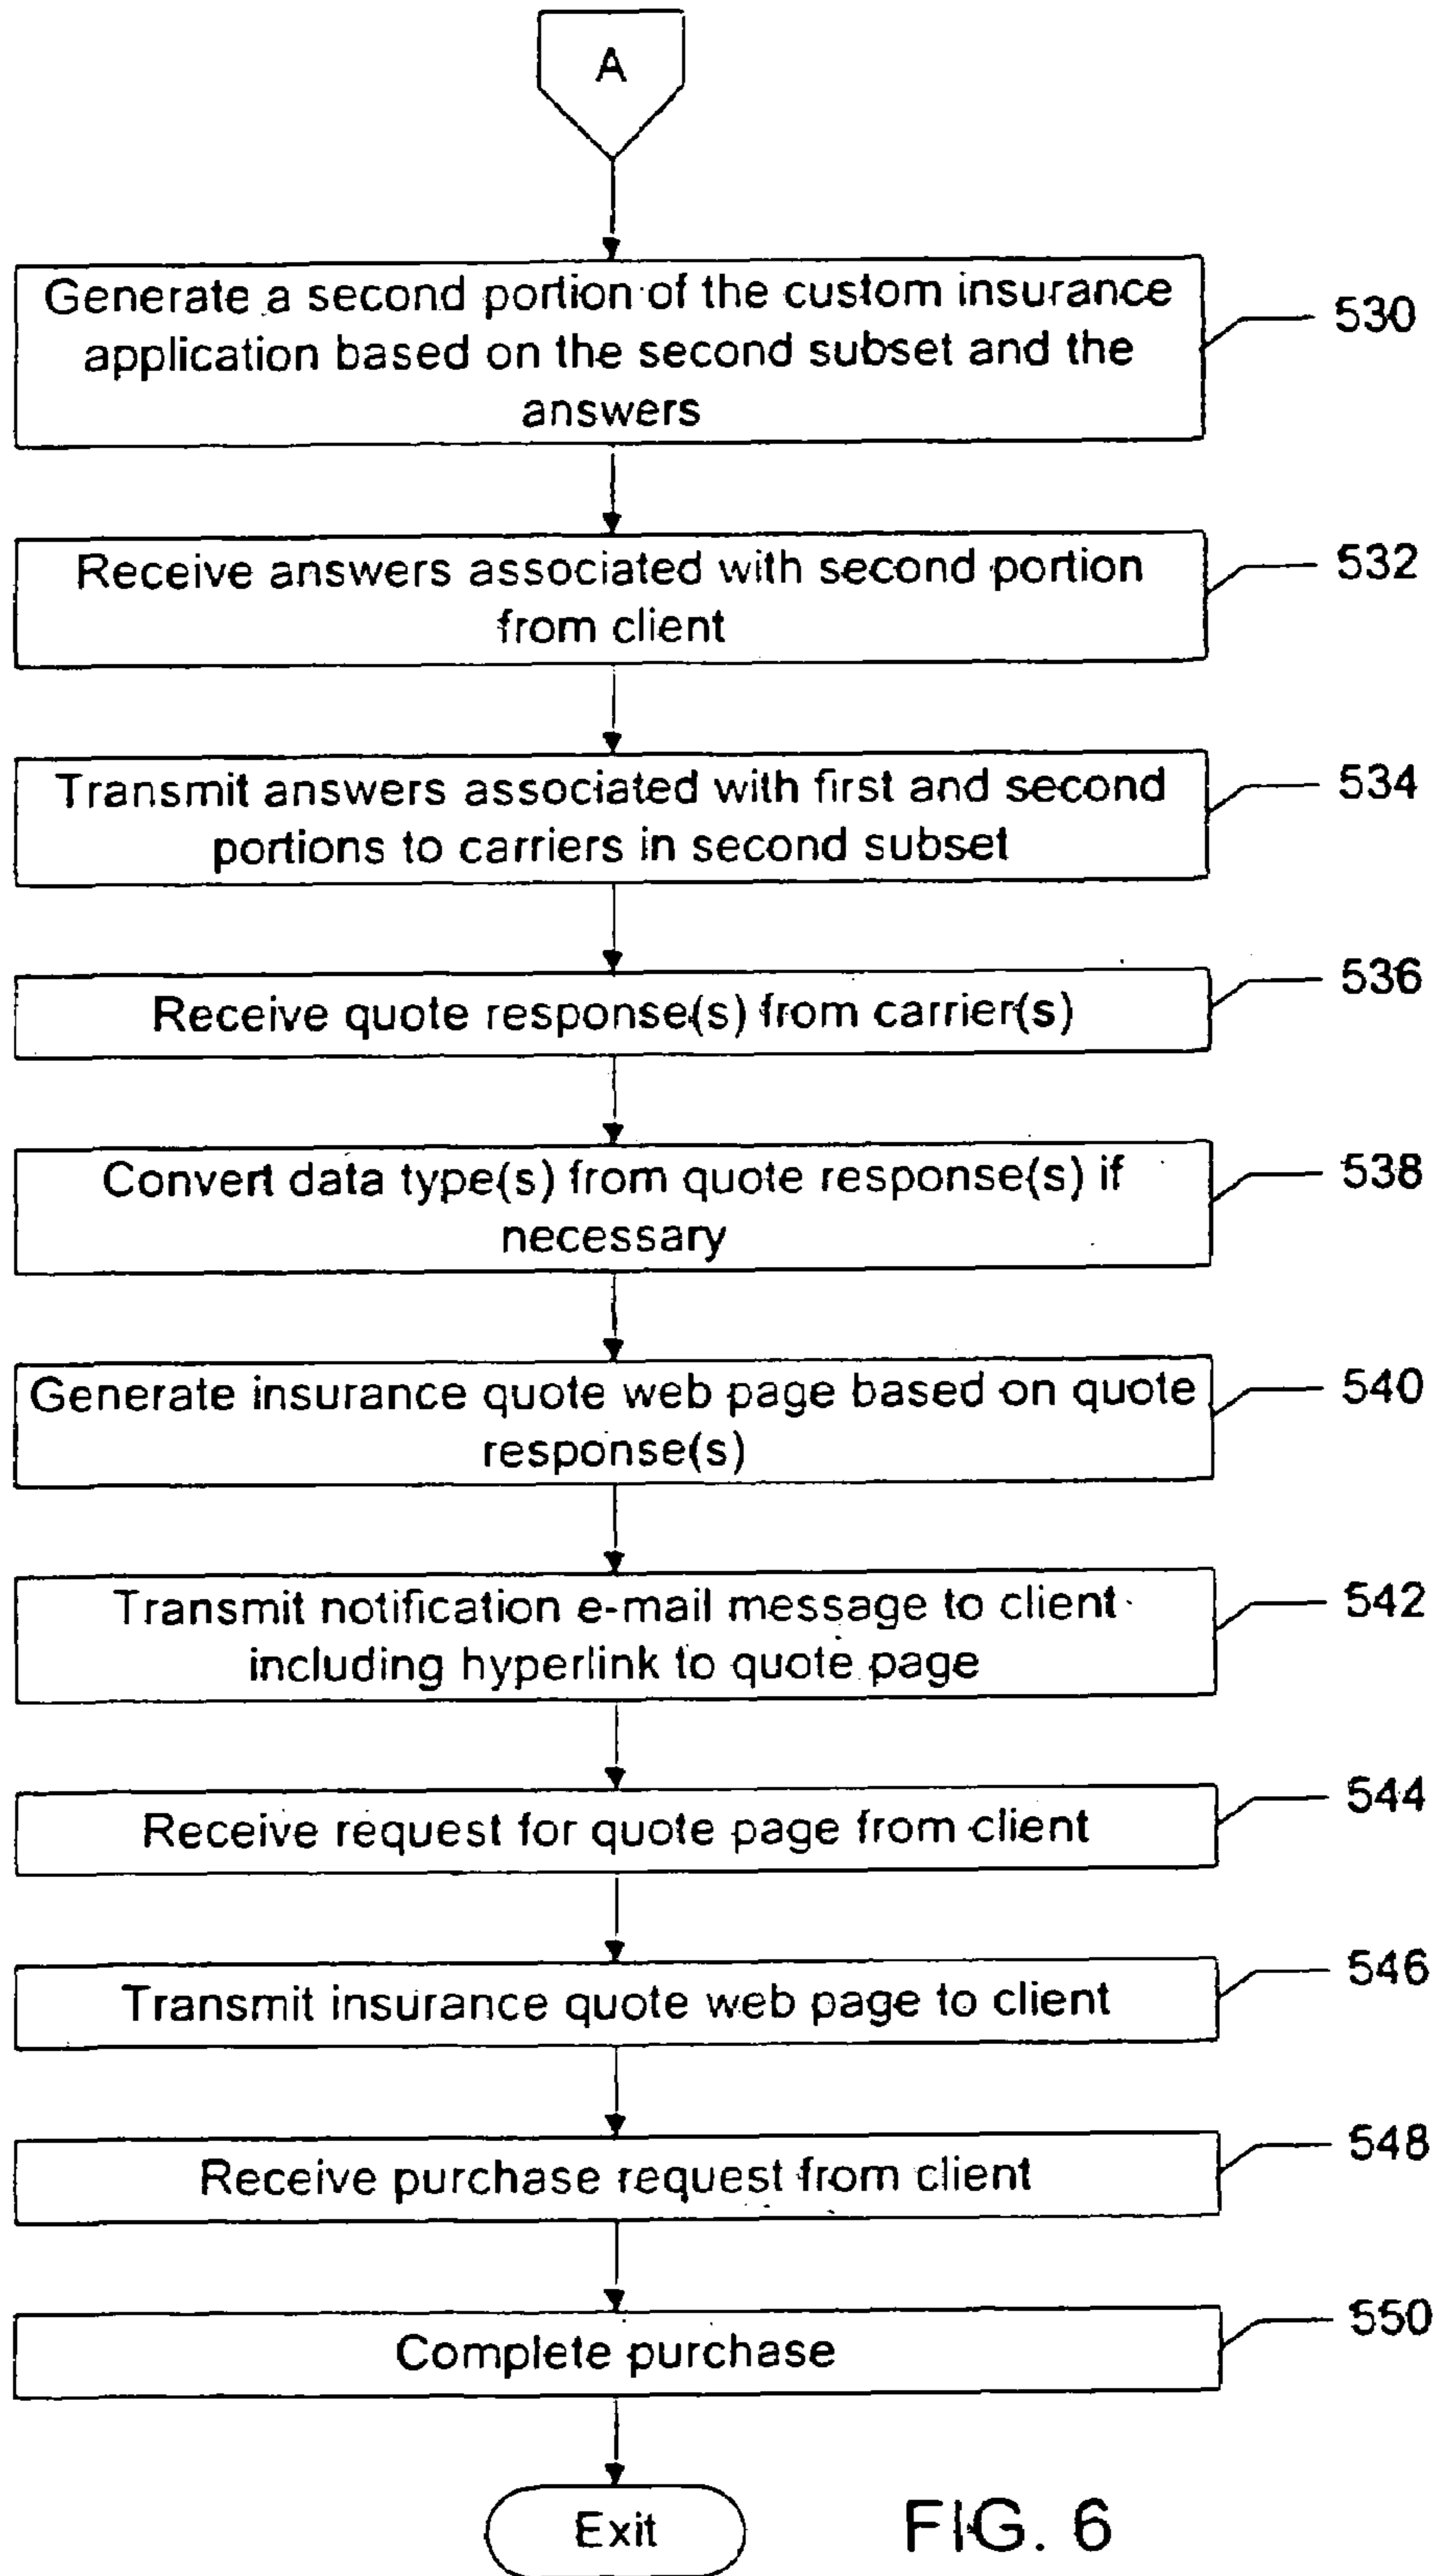 A
Generate a second portion of the custom insurance
application based on the second subset and the
answers
530
Receive answers associated with second portion
from client
532
Transmit answers associated with first and second
portions to carriers in second subset
534
Receive quote response(s) from carrier(s)
536
Convert data type(s) from quote response(s) if
necessary
538
Generate insurance quote web page based on quote
response(s)
540
Transmit notification e-mail message to client
including hyperlink to quote page
542
Receive request for quote page from client
544
Transmit insurance quote web page to client
546
Receive purchase request from client
548
Complete purchase
550
Exit
FIG. 6